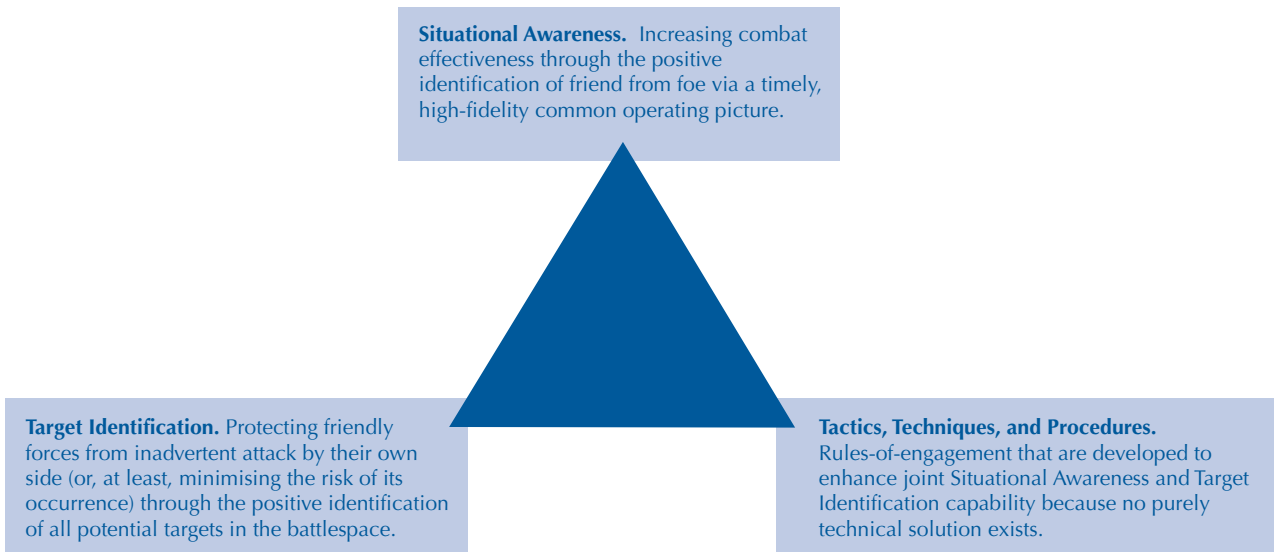 Situational Awareness. Increasing combat
effectiveness through the positive
identification of friend from foe via a timely,
high-fidelity common operating picture.
Target Identification. Protecting friendly
forces from inadvertent attack by their own
side (or, at least, minimising the risk of its
occurrence) through the positive identification
of all potential targets in the battlespace.
Tactics, Techniques, and Procedures.
Rules-of-engagement that are developed to
enhance joint Situational Awareness and Target
Identification capability because no purely
technical solution exists.